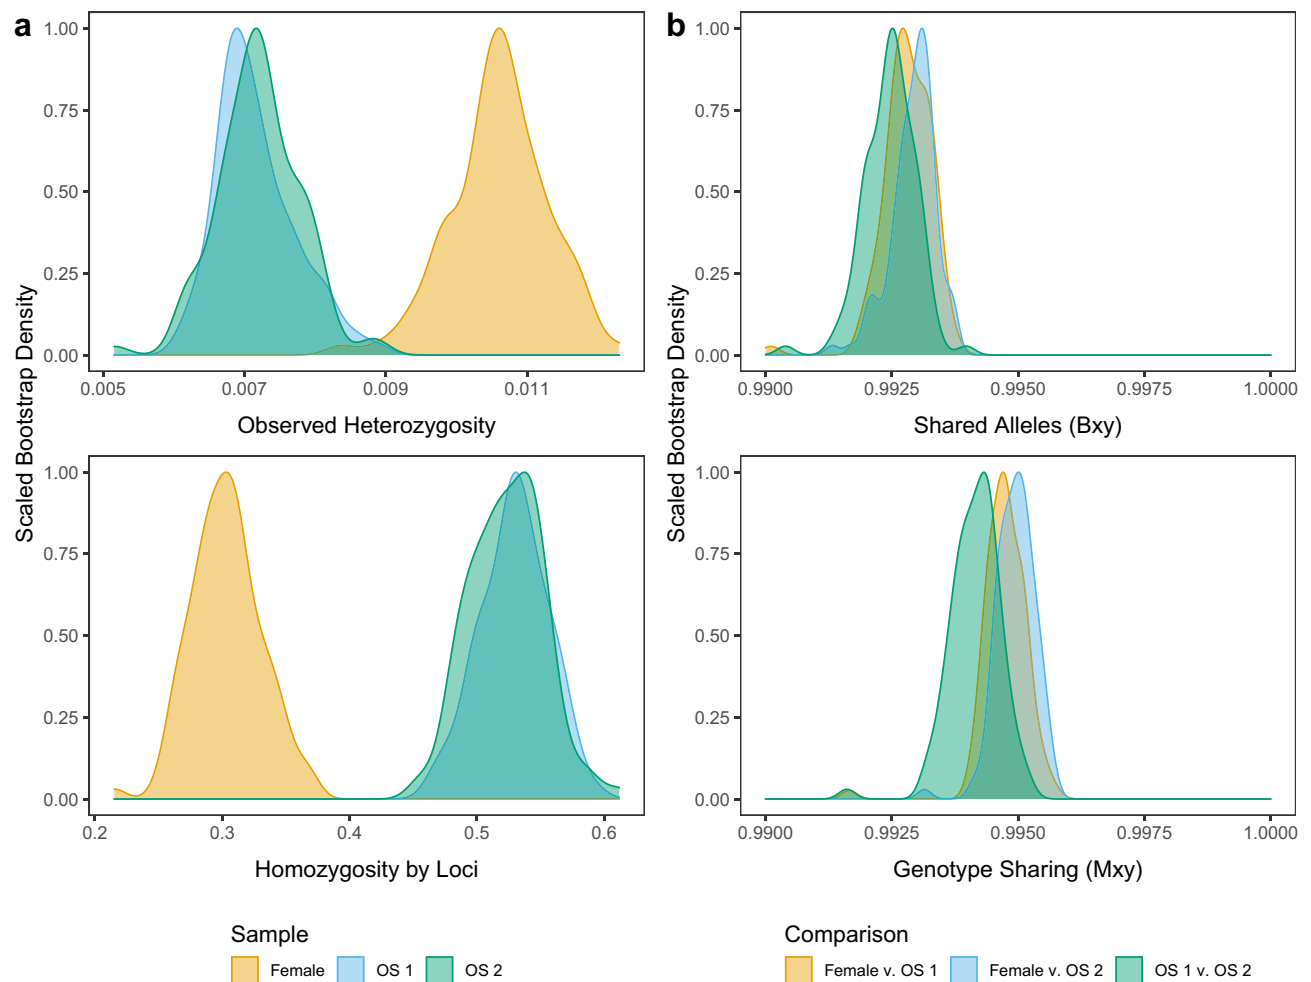 a
1.00
0.75
0.50
0.25
0.00
0.005 0.007 0.009 0.011
Observed Heterozygosity
Scaled Bootstrap Density
1.00
0.75
0.50
0.25
0.00
0.2 0.3 0.4 0.5 0.6
Homozygosity by Loci
Sample
Female OS 1 OS 2
b
1.00
0.75
0.50
0.25
0.00
0.9900 0.9925 0.9950 0.9975 1.0000
Shared Alleles (Bxy)
Scaled Bootstrap Density
1.00
0.75
0.50
0.25
0.00
0.9900 0.9925 0.9950 0.9975 1.0000
Genotype Sharing (Mxy)
Comparison
Female v. OS 1 Female v. OS 2 OS 1 v. OS 2